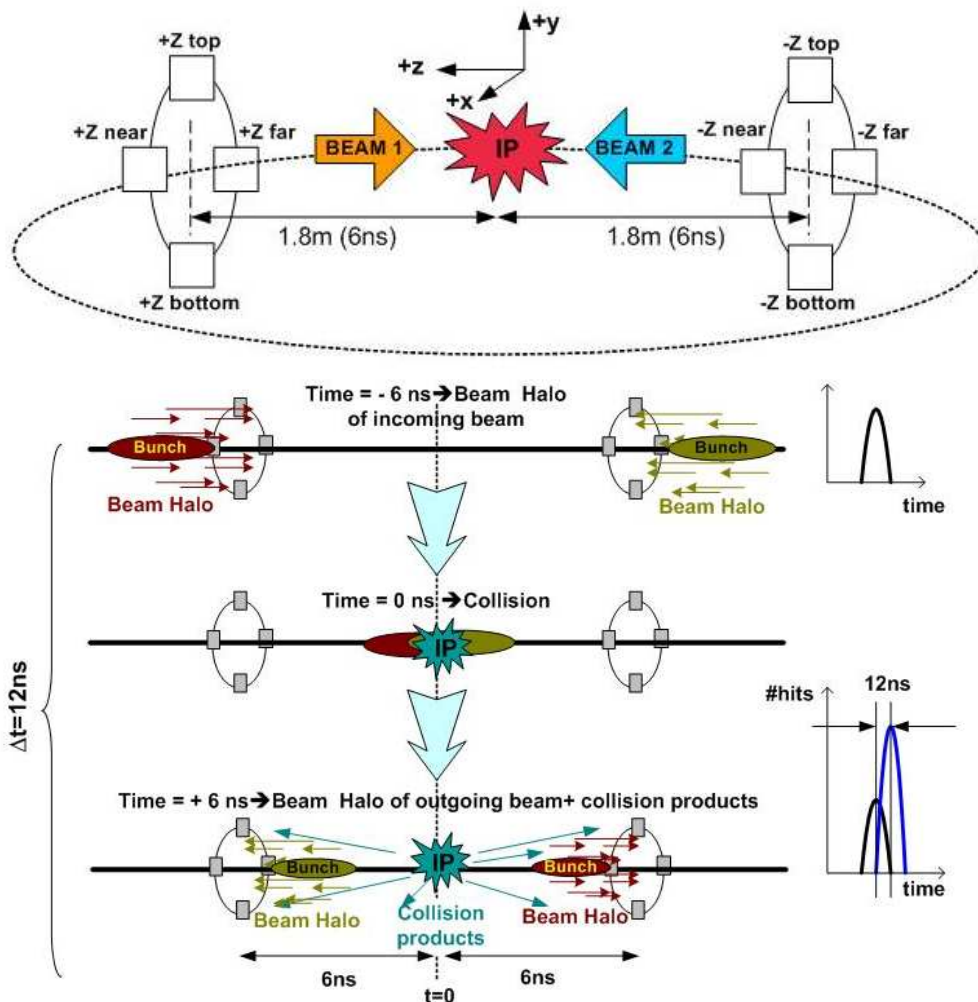 +Z top
+y
-Z top
+z
+x
+Z near
+Z far
BEAM 1
IP
BEAM 2
-Z near
-Z far
1.8m (6ns)
1.8m (6ns)
+Z bottom
-Z bottom
Time = - 6 ns➔Beam Halo
of incoming beam
Bunch
Bunch
Beam Halo
Beam Halo
time
Time = 0 ns➔Collision
IP
Δt=12ns
#hits
12ns
Time = + 6 ns➔Beam Halo of outgoing beam+ collision products
IP
Bunch
Bunch
Beam Halo
Collision
products
Beam Halo
time
6ns
6ns
t=0